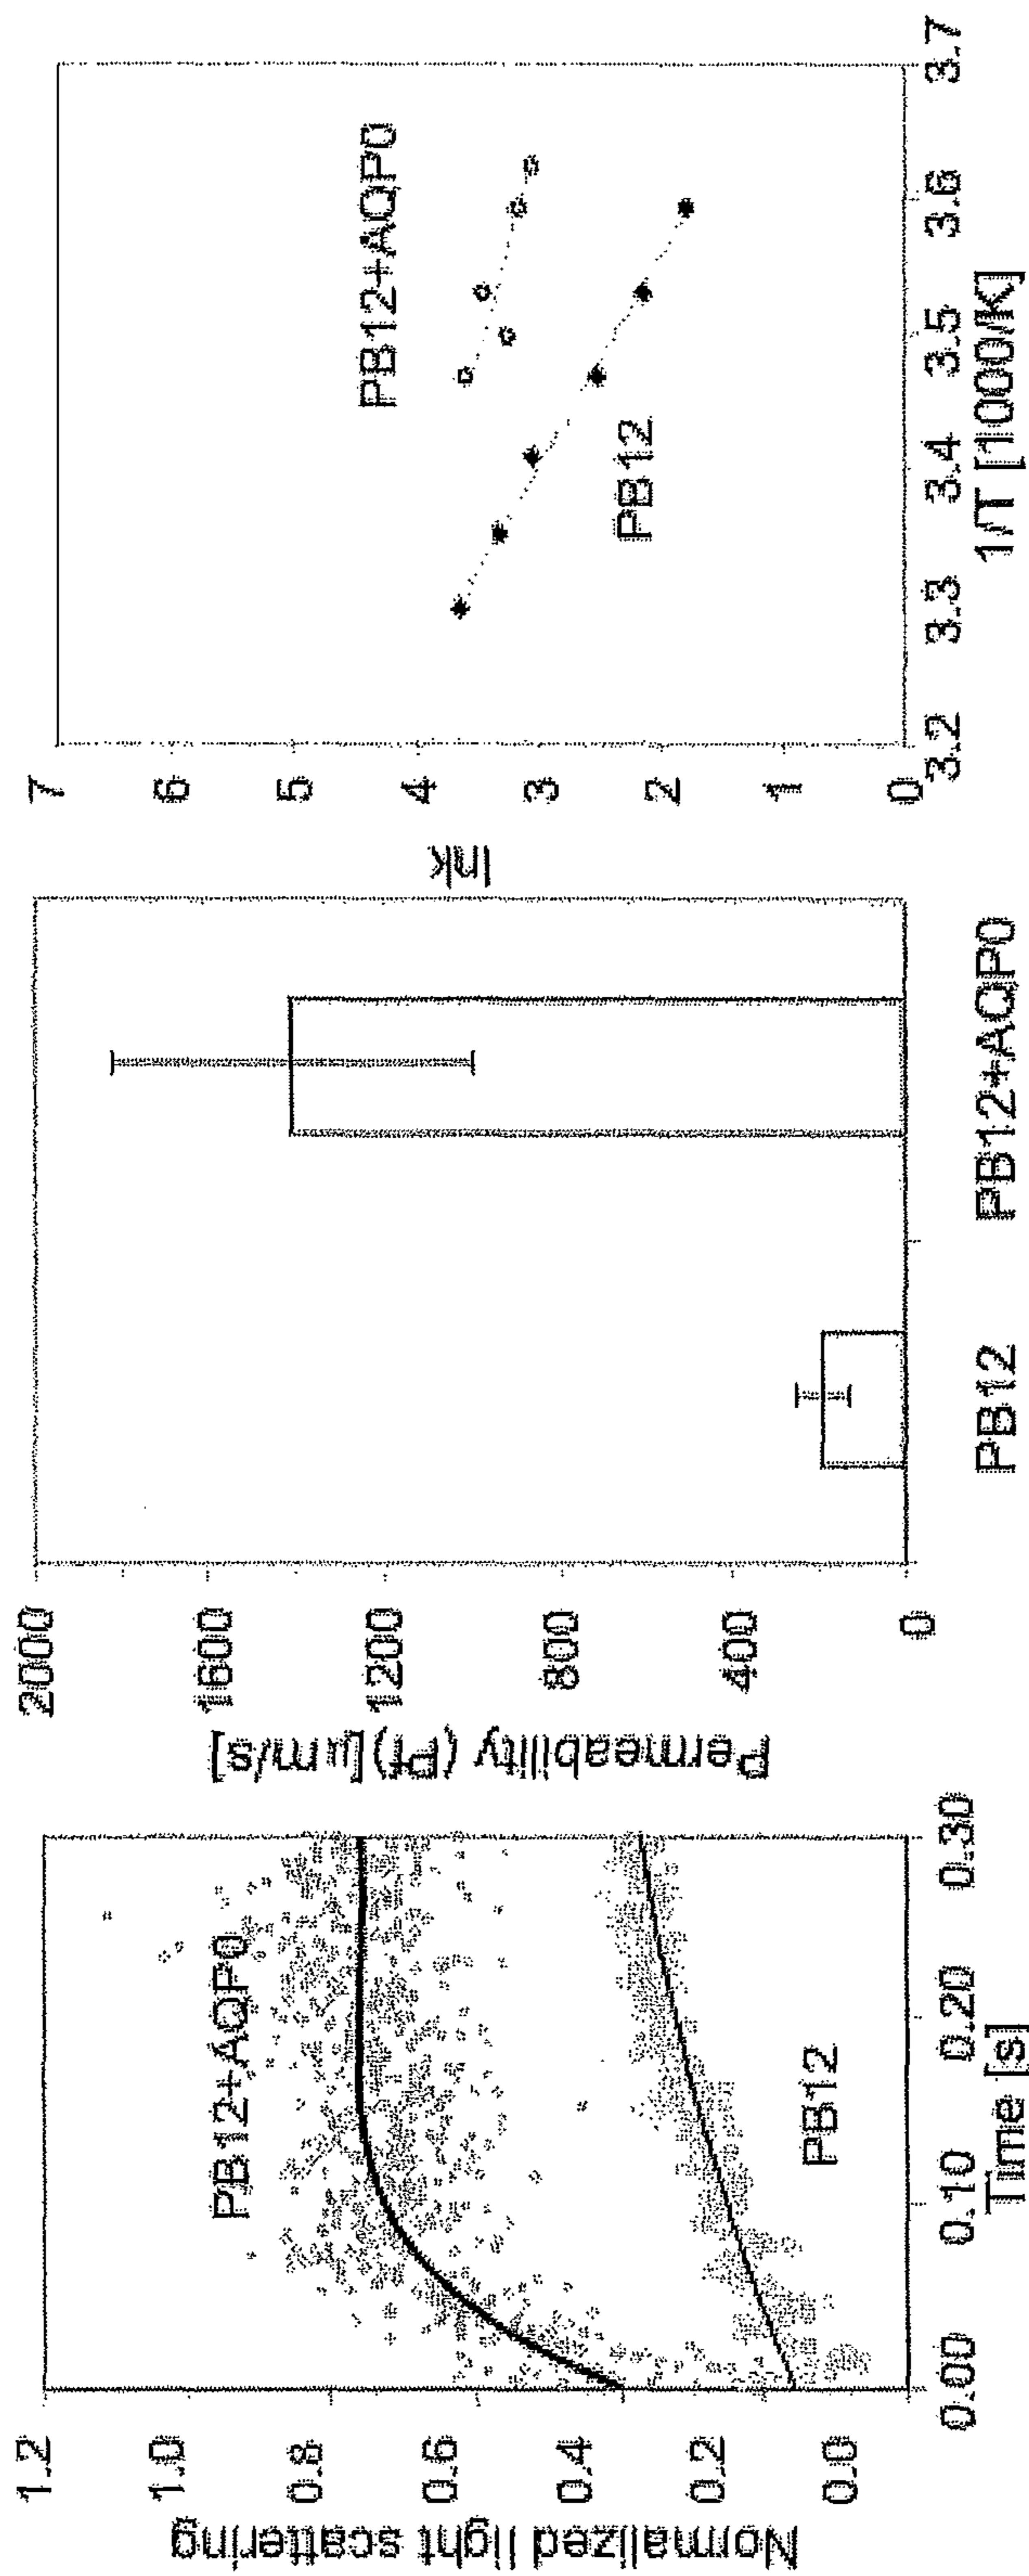 Normalized light scattering
1.2
1.0
0.8
0.6
0.4
0.2
0.0
PB12+AQP0
PB12
0.00
0.10
0.20
0.30
Time [s]
Permeability (Pf)[µm/s]
2000
1600
1200
800
400
0
PB12
PB12+AQP0
lnk
7
6
5
4
3
2
1
0
PB12+AQP0
PB12
3.2
3.3
3.4
3.5
3.6
3.7
1/T [1000/K]